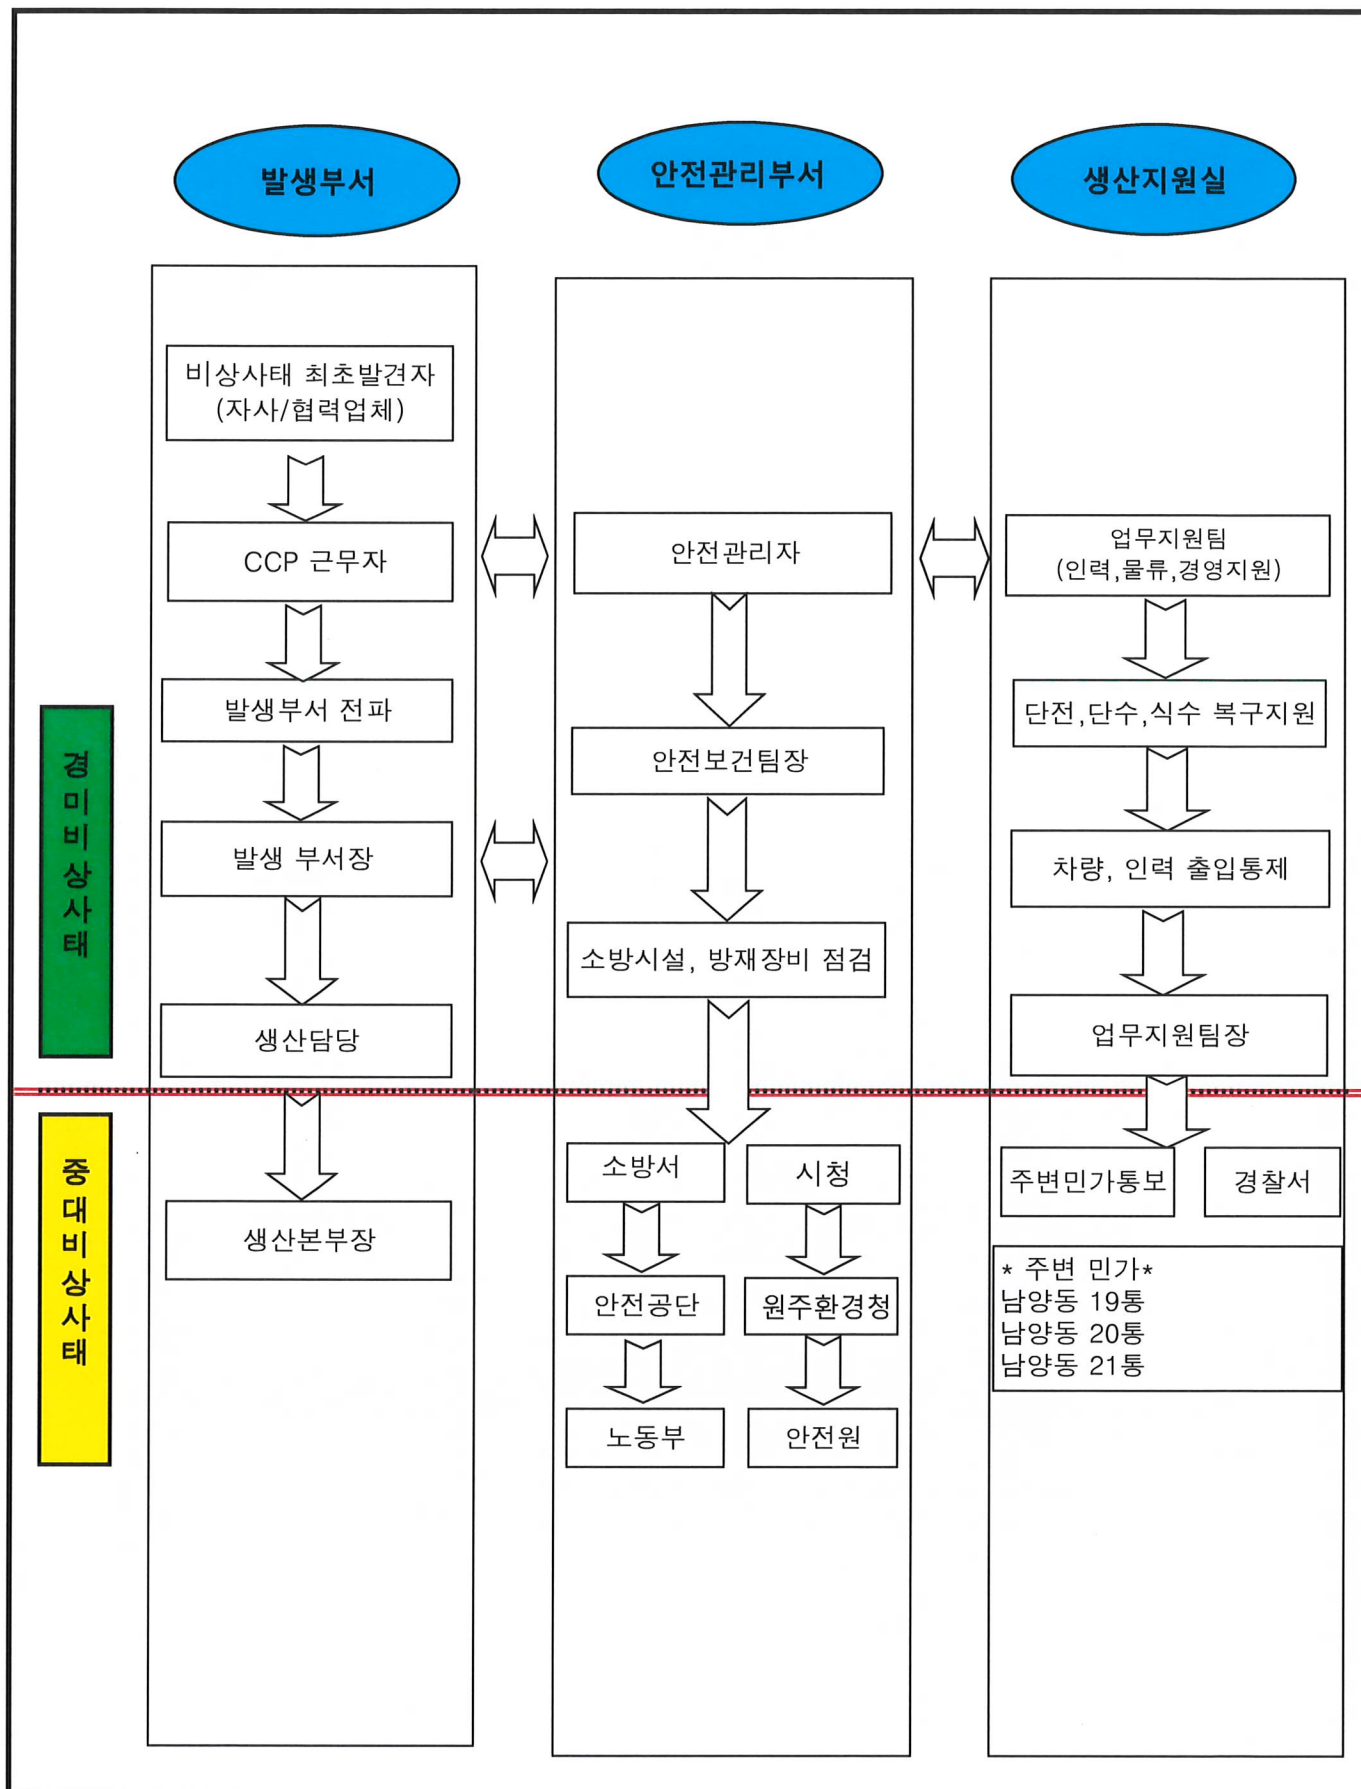 발생부서
안전관리부서
생산지원실
비상사태 최초발견자
(자사/협력업체)
CCP 근무자
안전관리자
업무지원팀
(인력,물류,경영지원)
발생부서 전파
단전,단수,식수 복구지원
안전보건팀장
발생 부서장
차량, 인력 출입통제
소방시설, 방재장비 점검
생산담당
업무지원팀장
경미비상사태
중대비상사태
생산본부장
소방서
시청
주변민가통보
경찰서
안전공단
원주환경청
노동부
안전원
* 주변 민가*
남양동 19통
남양동 20통
남양동 21통